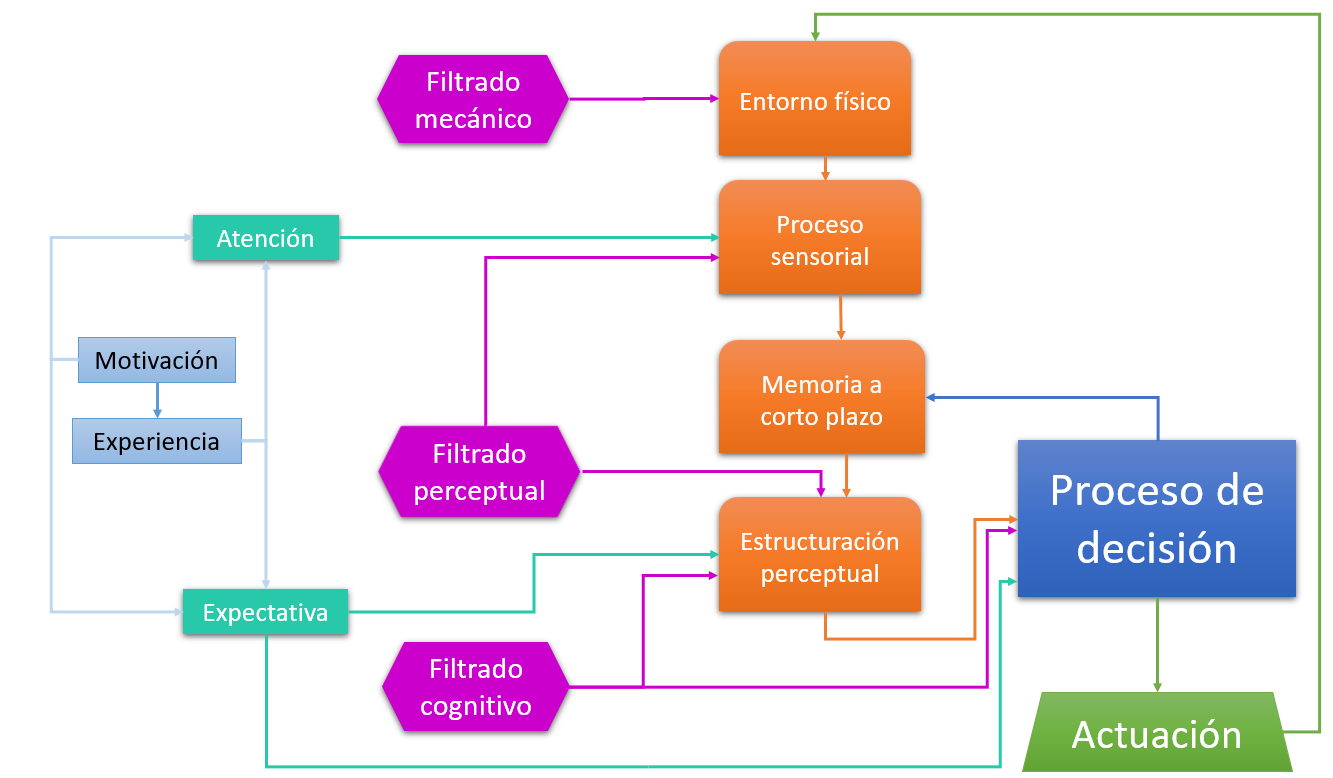 Filtrado
mecánico
Entorno físico
Atención
Proceso
sensorial
Motivación
Experiencia
Memoria a
corto plazo
Filtrado
perceptual
Proceso de
decisión
Estructuración
perceptual
Expectativa
Filtrado
cognitivo
Actuación